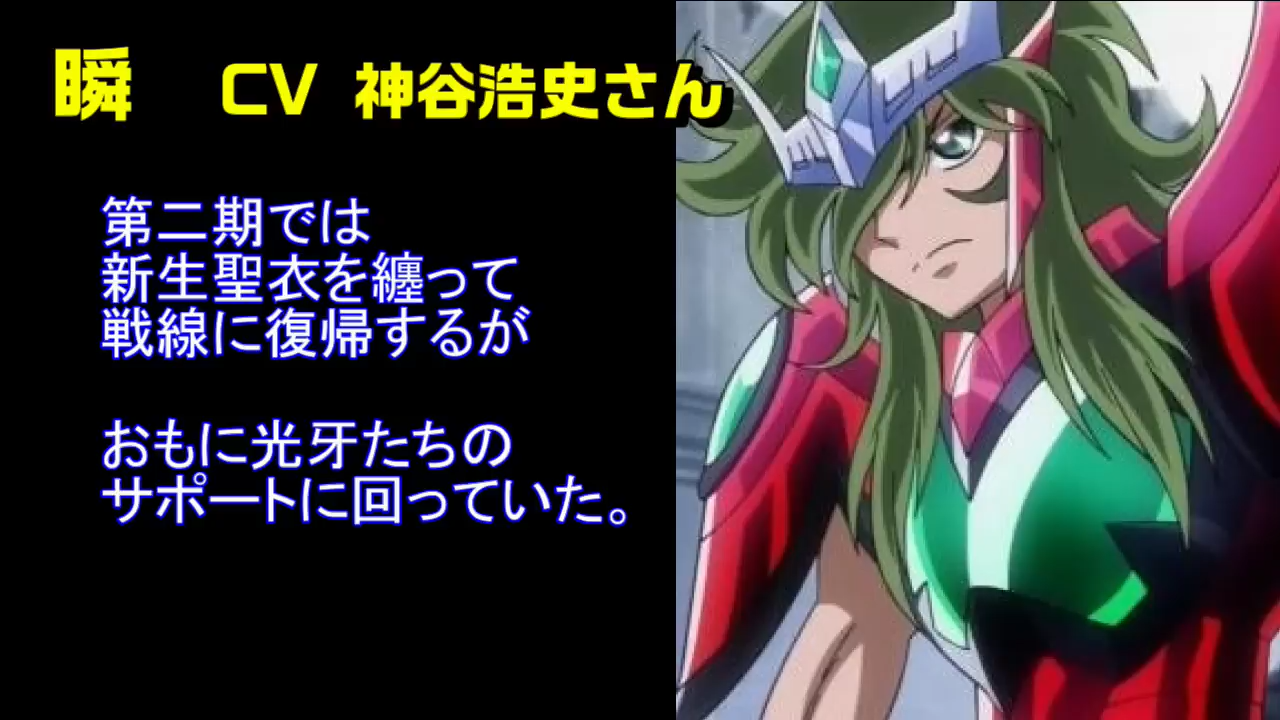 瞬　CV 神谷浩史さん
第二期では
新生聖衣を纏って
戦線に復帰するが
おもに光牙たちの
サポートに回っていた。